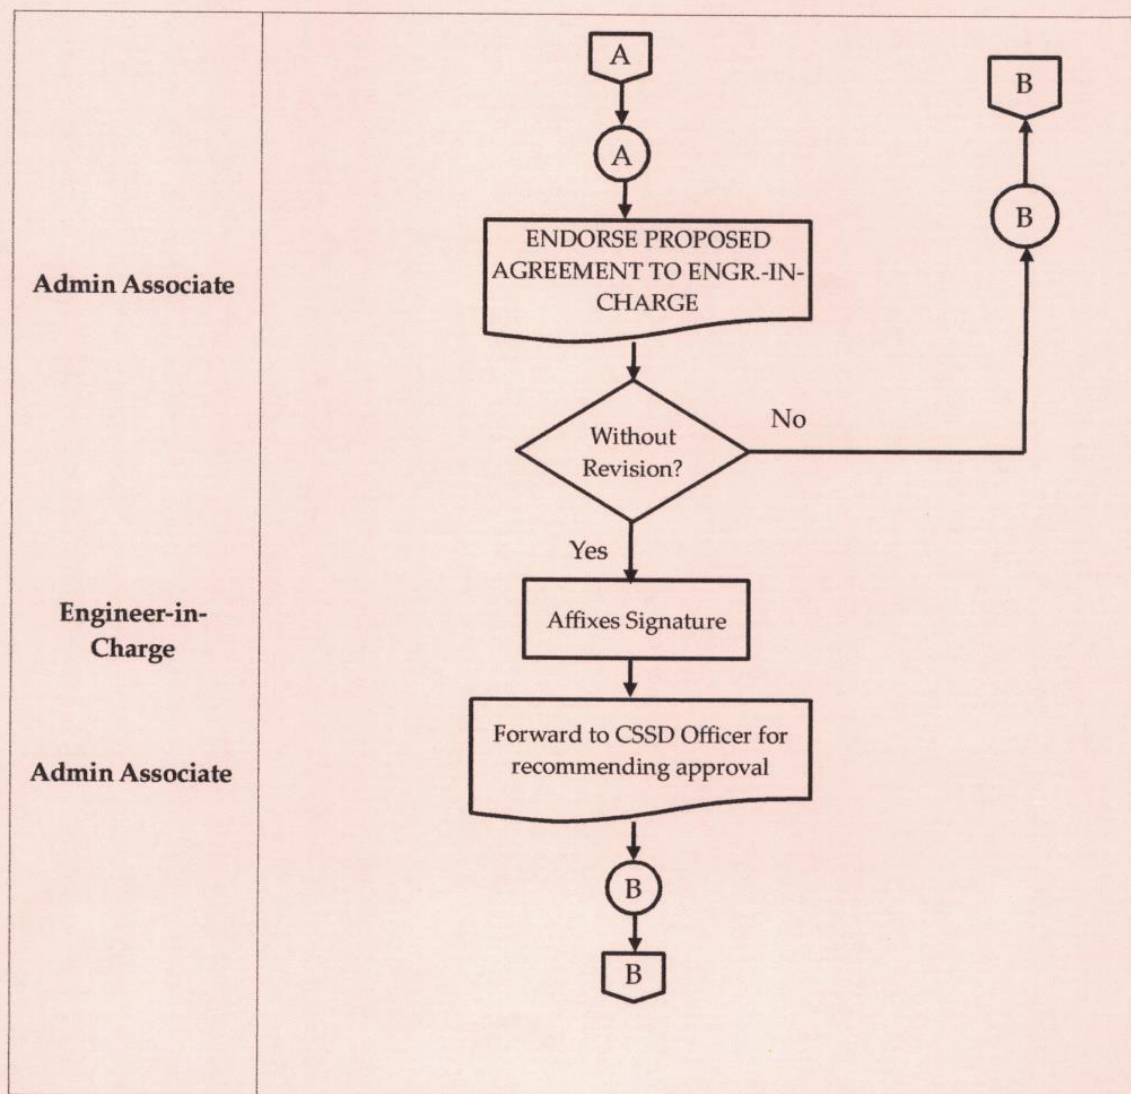 A
B
A
B
ENDORSE PROPOSED
AGREEMENT TO ENGR.-IN-
CHARGE
Admin Associate
No
Without
Revision?
Yes
Engineer-in-
Charge
Affixes Signature
Forward to CSSD Officer for
recommending approval
Admin Associate
B
B